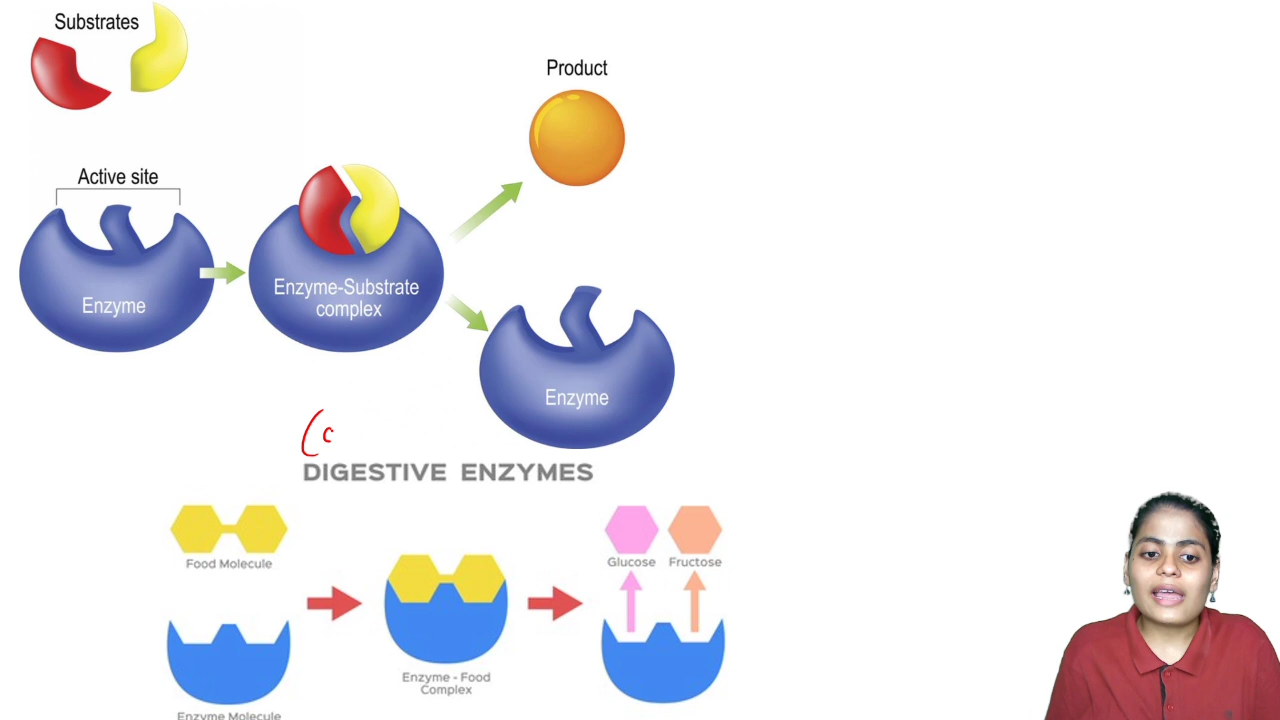 Substrates
Product
Active site
Enzyme
Enzyme-Substrate
complex
Enzyme
(c
DIGESTIVE ENZYMES
Food Molecule
Glucose
Fructose
Enzyme - Food
Complex
Enzyme Molecule